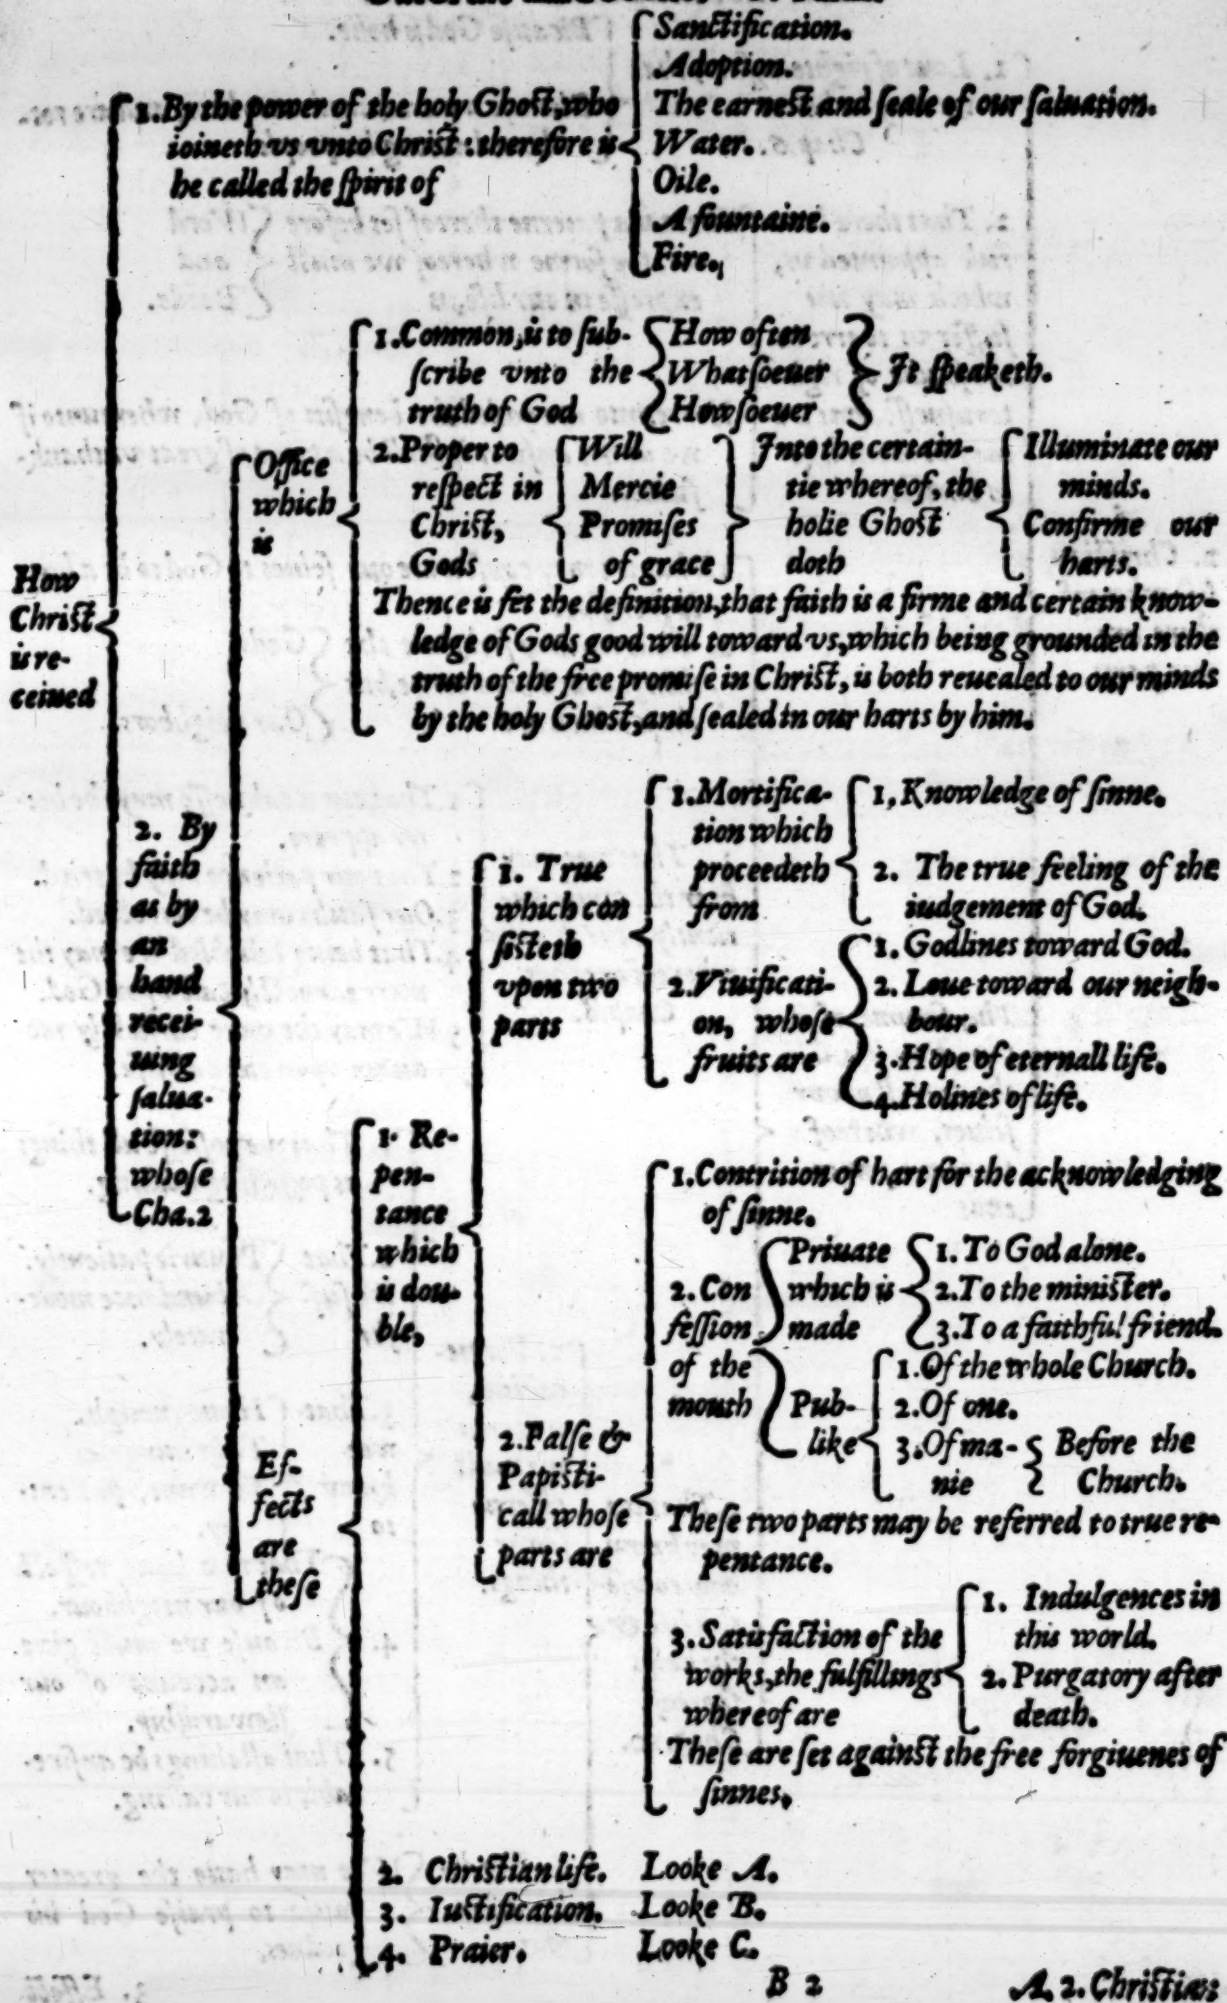 Sanctification.
Adoption.
The earnest and ſeale of our ſaluation.
Water.
Oile.
A fountaine.
Fire.
1.By the power of the holy Ghost, who
ioineth vs vnto Christ : therefore is
he called the ſpirit of
How
Christ
is re-
ceiued
2. By
faith
as by
an
hand
recei-
uing
ſalua-
tion:
whoſe
Cha.2
Office
which
is
1.Common, is to ſub-
ſcribe vnto the
truth of God
How often
Whatſoeuer
Howſoeuer
It ſpeaketh.
2.Proper to
reſpect in
Christ,
Gods
Will
Mercie
Promiſes
of grace
Into the certain-
tie whereof, the
holie Ghost
doth
Illuminate our
minds.
Confirme our
harts.
Thence is fet the definition, that faith is a firme and certain know-
ledge of Gods good will toward vs, which being grounded in the
truth of the free promiſe in Christ, is both reuealed to our minds
by the holy Ghost, and ſealed in our harts by him.
Ef-
fects
are
theſe
1. Re-
pen-
tance
which
is dou-
ble,
1. True
which con
ſisteth
vpon two
parts
1.Mortifica-
tion which
proceedeth
from
1, Knowledge of ſinne.
2. The true feeling of the
iudgement of God.
2.Viuificati-
on, whoſe
fruits are
1. Godlines toward God.
2. Loue toward our neigh-
bour.
3.Hope of eternall life.
4.Holines of life.
2.Falſe &
Papisti-
call whoſe
parts are
1.Contrition of hart for the acknowledging
of ſinne.
2. Con
feſſion
of the
mouth
Priuate
which is
made
1. To God alone.
2.To the minister.
3.To a faithful friend.
Pub-
like
1.Of the whole Church.
2.Of one.
3.Of ma-
nie
Before the
Church.
Theſe two parts may be referred to true re-
pentance.
3.Satisfaction of the
works, the fulfillings
whereof are
1. Indulgences in
this world.
2. Purgatory after
death.
Theſe are ſet against the free forgiuenes of
ſinnes.
2. Christian life. Looke A.
3. Iustification. Looke B.
4. Praier. Looke C.
B 2 A. 2. Christian